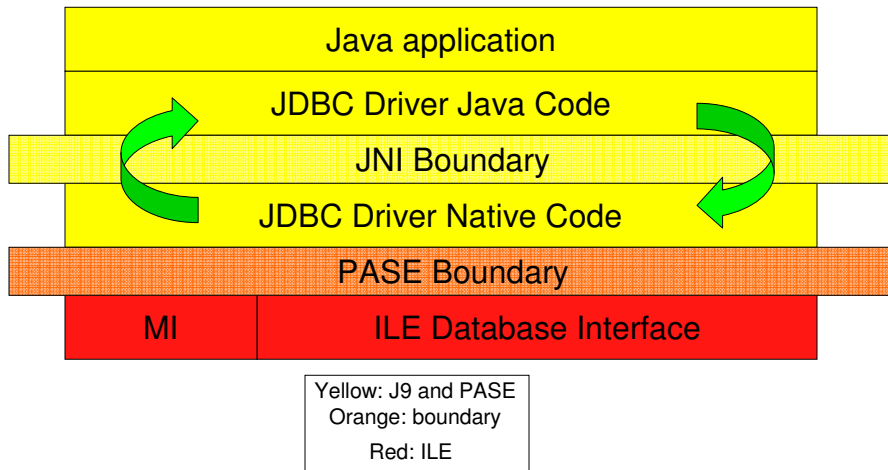 Java application
JDBC Driver Java Code
JNI Boundary
JDBC Driver Native Code
PASE Boundary
MI
ILE Database Interface
Yellow: J9 and PASE
Orange: boundary
Red: ILE